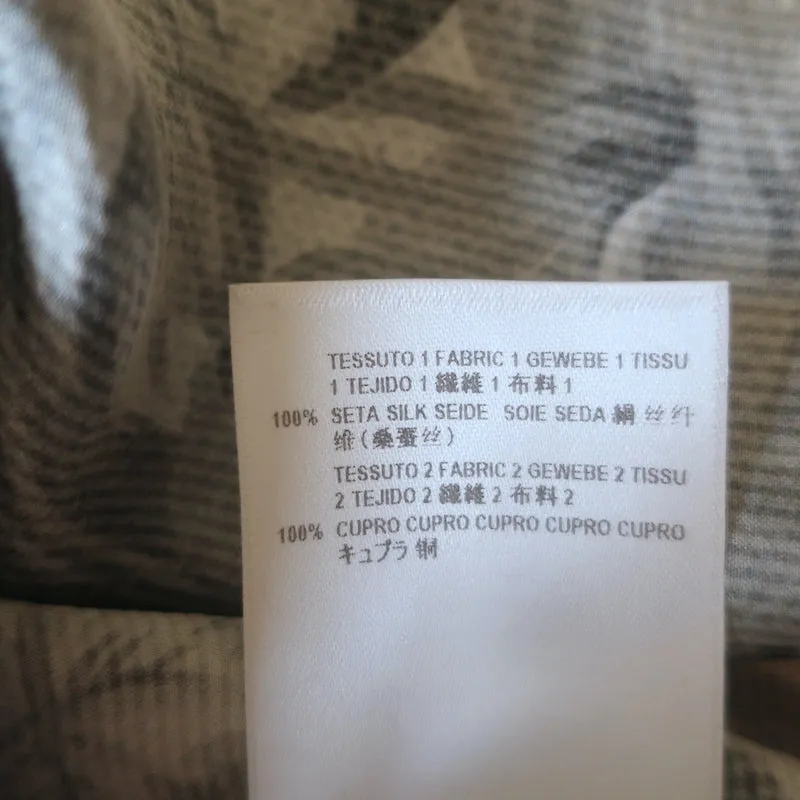 TESSUTO 1 FABRIC 1 GEWEBE 1 TISSU
1 TEJIDO 1 繊維 1 布料 1
100% SETA SILK SEIDE SOIE SEDA 絹 丝纤
维(桑蚕丝)
TESSUTO 2 FABRIC 2 GEWEBE 2 TISSU
2 TEJIDO 2 繊維 2 布料 2
100% CUPRO CUPRO CUPRO CUPRO CUPRO
キュプラ 铜